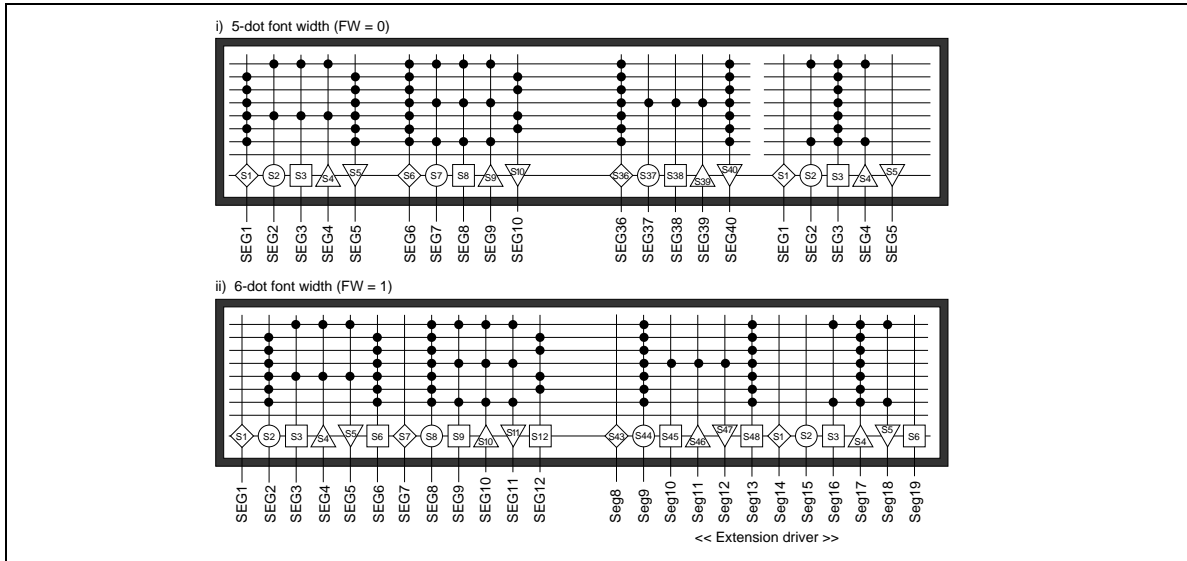 i) 5-dot font width (FW = 0)
S1 S2 S3 S4 S5 S6 S7 S8 S9 S10 S36 S37 S38 S39 S40 S1 S2 S3 S4 S5
SEG1 SEG2 SEG3 SEG4 SEG5 SEG6 SEG7 SEG8 SEG9 SEG10 SEG36 SEG37 SEG38 SEG39 SEG40 SEG1 SEG2 SEG3 SEG4 SEG5
ii) 6-dot font width (FW = 1)
S1 S2 S3 S4 S5 S6 S7 S8 S9 S10 S11 S12 S43 S44 S45 S46 S47 S48 S1 S2 S3 S4 S5 S6
SEG1 SEG2 SEG3 SEG4 SEG5 SEG6 SEG7 SEG8 SEG9 SEG10 SEG11 SEG12 Seg8 Seg9 Seg10 Seg11 Seg12 Seg13 Seg14 Seg15 Seg16 Seg17 Seg18 Seg19
<< Extension driver >>